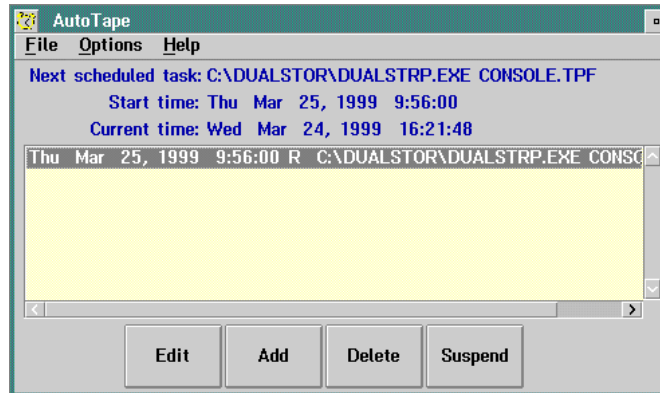 AutoTape
File Options Help
Next scheduled task: C:\DUALSTOR\DUALSTRP.EXE CONSOLE.TPF
Start time: Thu Mar 25, 1999 9:56:00
Current time: Wed Mar 24, 1999 16:21:48
Thu Mar 25, 1999 9:56:00 R C:\DUALSTOR\DUALSTRP.EXE CONSO
Edit Add Delete Suspend